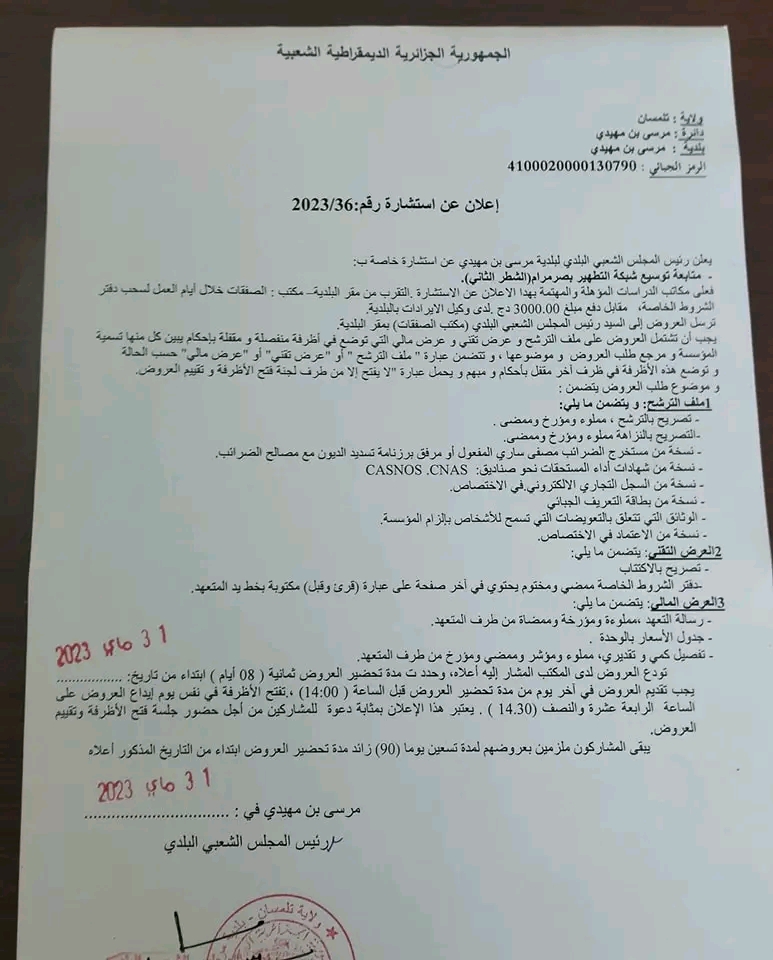 الجمهورية الجزائرية الديمقراطية الشعبية
ولاية : تلمسان
دائرة : مرسى بن مهيدي
بلدية : مرسى بن مهيدي
الرمز الجبائي : 4100020000130790
إعلان عن استشارة رقم:2023/36
يعلن رئيس المجلس الشعبي البلدي لبلدية مرسى بن مهيدي عن استشارة خاصة ب:
- متابعة توسيع شبكة التطهير بصرمرام(الشطر الثاني).
فعلى مكاتب الدراسات المؤهلة والمهتمة بهذا الاعلان عن الاستشارة .التقرب من مقر البلدية– مكتب : الصفقات خلال أيام العمل لسحب دفتر
الشروط الخاصة، مقابل دفع مبلغ 3000.00 دج .لدى وكيل الايرادات بالبلدية.
ترسل العروض إلى السيد رئيس المجلس الشعبي البلدي (مكتب الصفقات) بمقر البلدية.
يجب أن تشتمل العروض على ملف الترشح و عرض تقني و عرض مالي التي توضع في أظرفة منفصلة و مقفلة بإحكام يبين كل منها تسمية
المؤسسة و مرجع طلب العروض و موضوعها ، و تتضمن عبارة " ملف الترشح " أو "عرض تقني" أو "عرض مالي" حسب الحالة
و توضع هذه الأظرفة في ظرف آخر مقفل بأحكام و مبهم و يحمل عبارة "لا يفتح إلا من طرف لجنة فتح الأظرفة و تقييم العروض.
و موضوع طلب العروض يتضمن :
1ملف الترشح: و يتضمن ما يلي:
- تصريح بالترشح ، مملوء ومؤرخ وممضى .
-التصريح بالنزاهة مملوء ومؤرخ وممضى.
- نسخة من مستخرج الضرائب مصفى ساري المفعول أو مرفق برزنامة تسديد الديون مع مصالح الضرائب.
- نسخة من شهادات أداء المستحقات نحو صناديق: CASNOS .CNAS
- نسخة من السجل التجاري الالكتروني.في الاختصاص.
- نسخة من بطاقة التعريف الجبائي
- الوثائق التي تتعلق بالتعويضات التي تسمح للأشخاص بإلزام المؤسسة.
- نسخة من الاعتماد في الاختصاص.
2العرض التقني: يتضمن ما يلي:
- تصريح بالاكتتاب
-دفتر الشروط الخاصة ممضي ومختوم يحتوي في آخر صفحة على عبارة (قرئ وقبل) مكتوبة بخط يد المتعهد.
3العرض المالي: يتضمن ما يلي:
- رسالة التعهد ،مملوءة ومؤرخة وممضاة من طرف المتعهد.
- جدول الأسعار بالوحدة .
- تفصيل كمي و تقديري، مملوء ومؤشر وممضي ومؤرخ من طرف المتعهد.
31 ماي 2023
تودع العروض لدى المكتب المشار إليه أعلاه، وحددت مدة تحضير العروض ثمانية ( 08 أيام ) ابتداء من تاريخ: .................
يجب تقديم العروض في آخر يوم من مدة تحضير العروض قبل الساعة ( 14:00) ،.تفتح الأظرفة في نفس يوم إيداع العروض على
الساعة الرابعة عشرة والنصف (14.30 ) . يعتبر هذا الإعلان بمثابة دعوة للمشاركين من أجل حضور جلسة فتح الأظرفة وتقييم
العروض.
يبقى المشاركون ملزمين بعروضهم لمدة تسعين يوما (90) زائد مدة تحضير العروض ابتداء من التاريخ المذكور أعلاه
31 ماي 2023
مرسى بن مهيدي في : ................................
رئيس المجلس الشعبي البلدي
ولاية تلمسان - بلدية